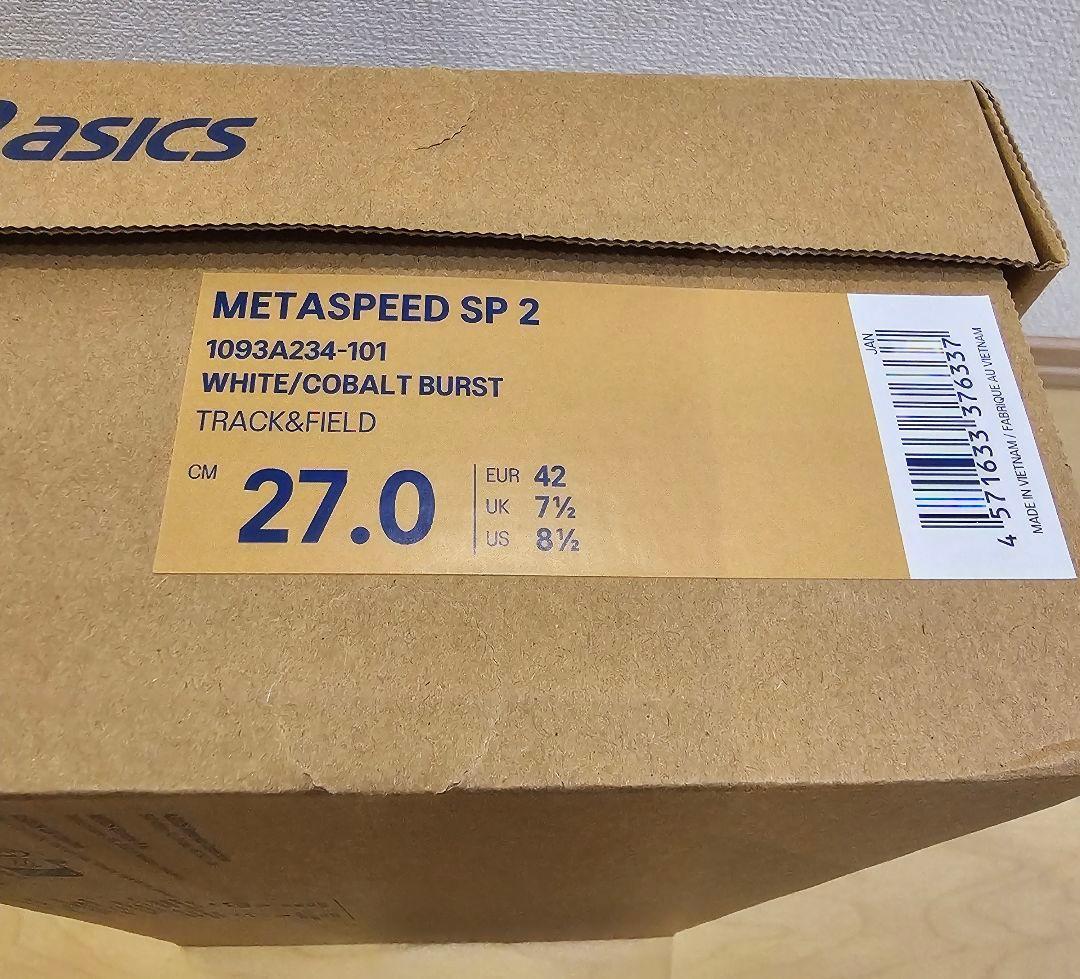 asics
METASPEED SP 2
1093A234-101
WHITE/COBALT BURST
TRACK&FIELD
CM 27.0
EUR 42
UK 7½
US 8½
JAN
4 571633 376337
MADE IN VIETNAM / FABRIQUE AU VIETNAM